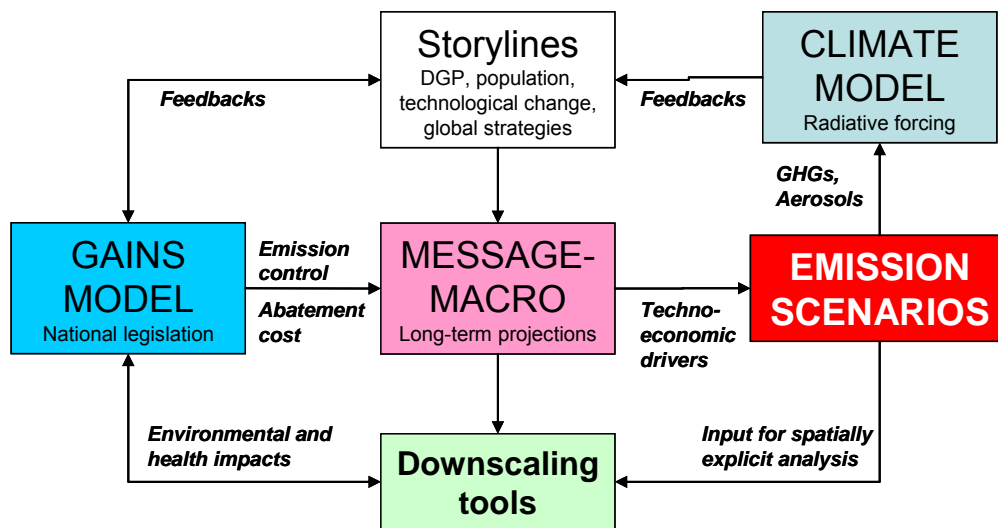 Storylines
DGP, population,
technological change,
global strategies
CLIMATE
MODEL
Radiative forcing
Feedbacks
Feedbacks
GHGs,
Aerosols
GAINS
MODEL
National legislation
Emission
control
Abatement
cost
MESSAGE-
MACRO
Long-term projections
Techno-
economic
drivers
EMISSION
SCENARIOS
Environmental and
health impacts
Downscaling
tools
Input for spatially
explicit analysis